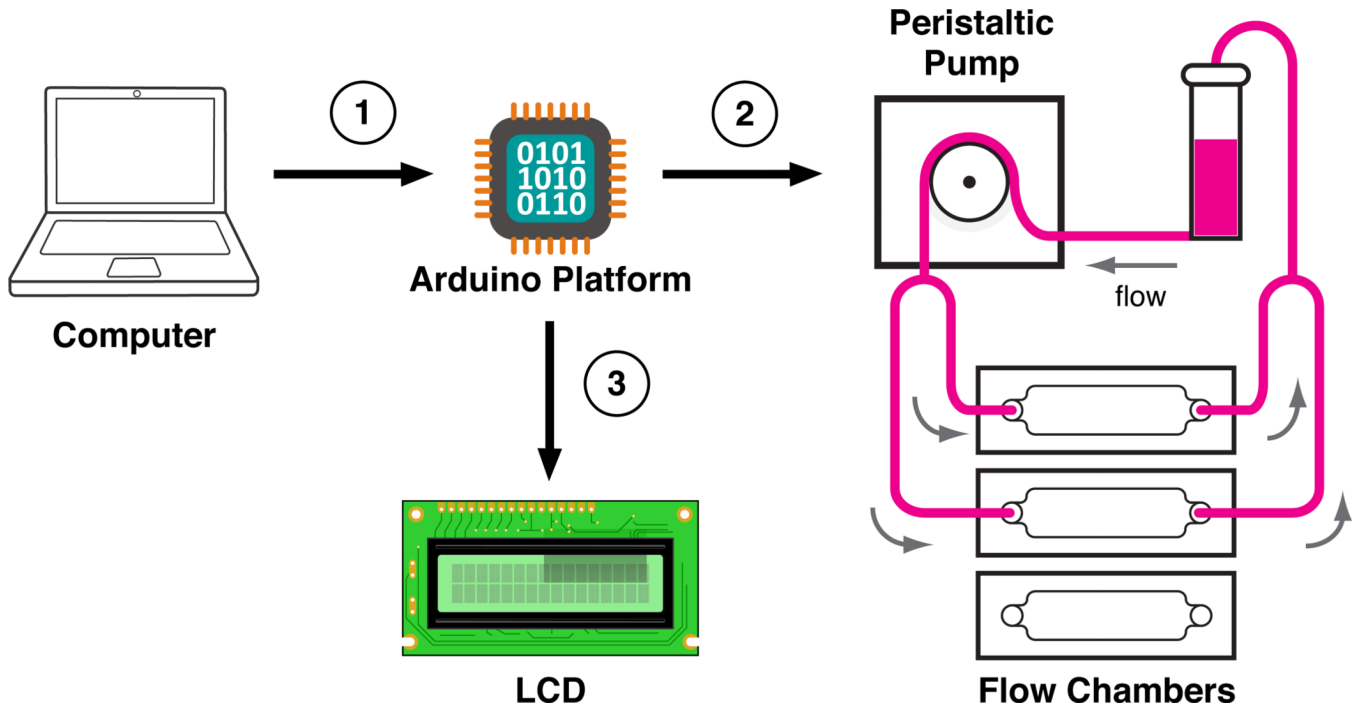 Peristaltic
Pump
1
2
0101
1010
0110
Arduino Platform
flow
Computer
3
LCD
Flow Chambers